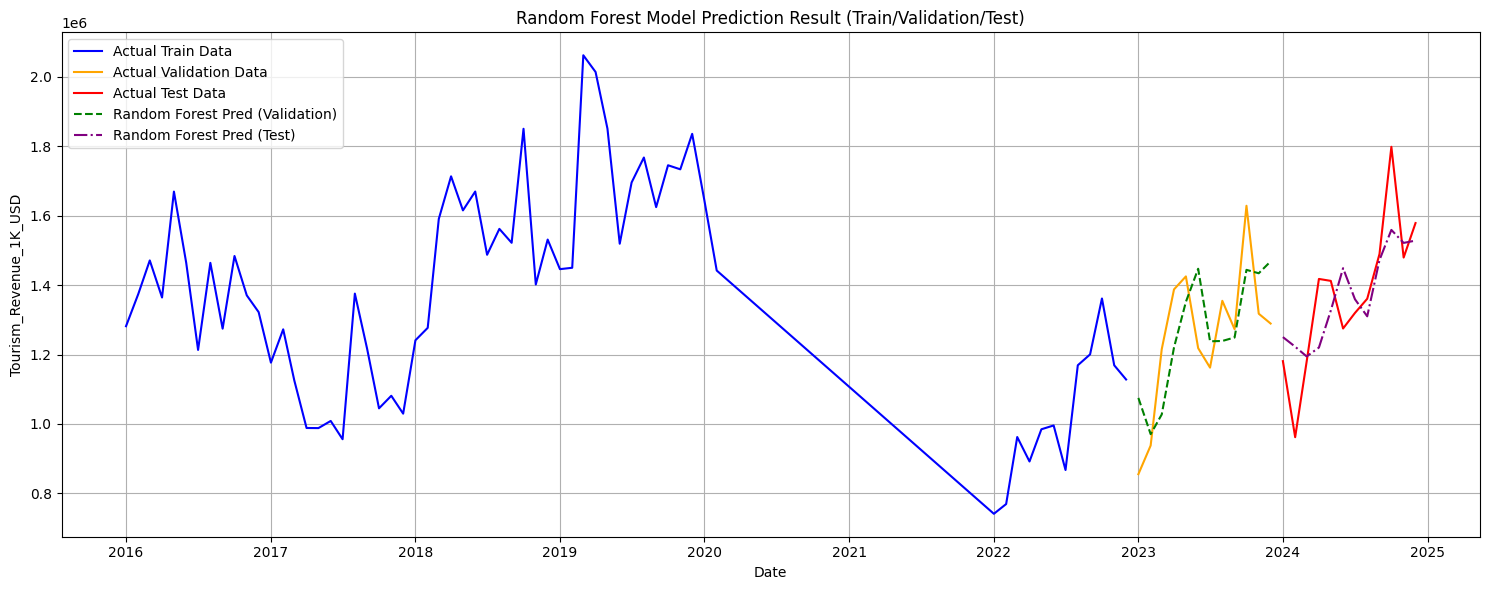 Random Forest Model Prediction Result (Train/Validation/Test)
1e6
Actual Train Data
Actual Validation Data
Actual Test Data
Random Forest Pred (Validation)
Random Forest Pred (Test)
Tourism_Revenue_1K_USD
2.0
1.8
1.6
1.4
1.2
1.0
0.8
2016 2017 2018 2019 2020 2021 2022 2023 2024 2025
Date